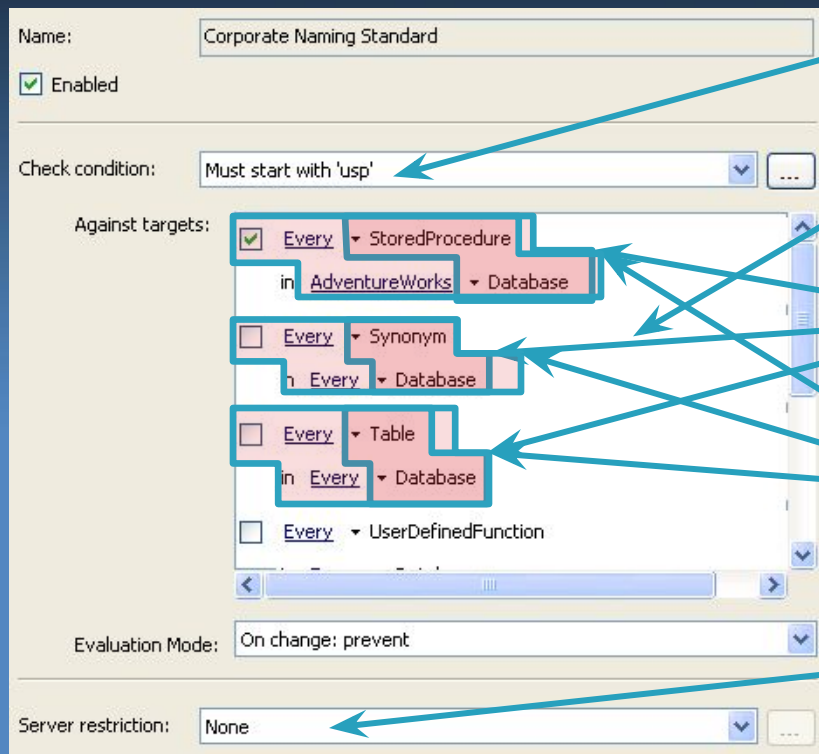 Name: Corporate Naming Standard
Enabled
Check condition: Must start with 'usp' ...
Against targets:
Every StoredProcedure
in AdventureWorks Database
Every Synonym
Every Database
Every Table
in Every Database
Every UserDefinedFunction
Evaluation Mode: On change: prevent
Server restriction: None ...